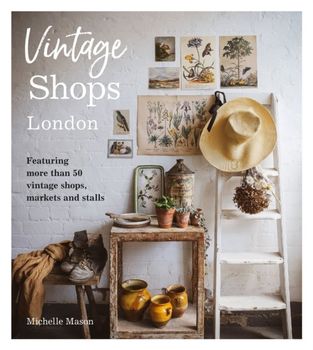 Vintage
Shops
London
Featuring
more than 50
vintage shops,
markets and stalls
Michelle Mason